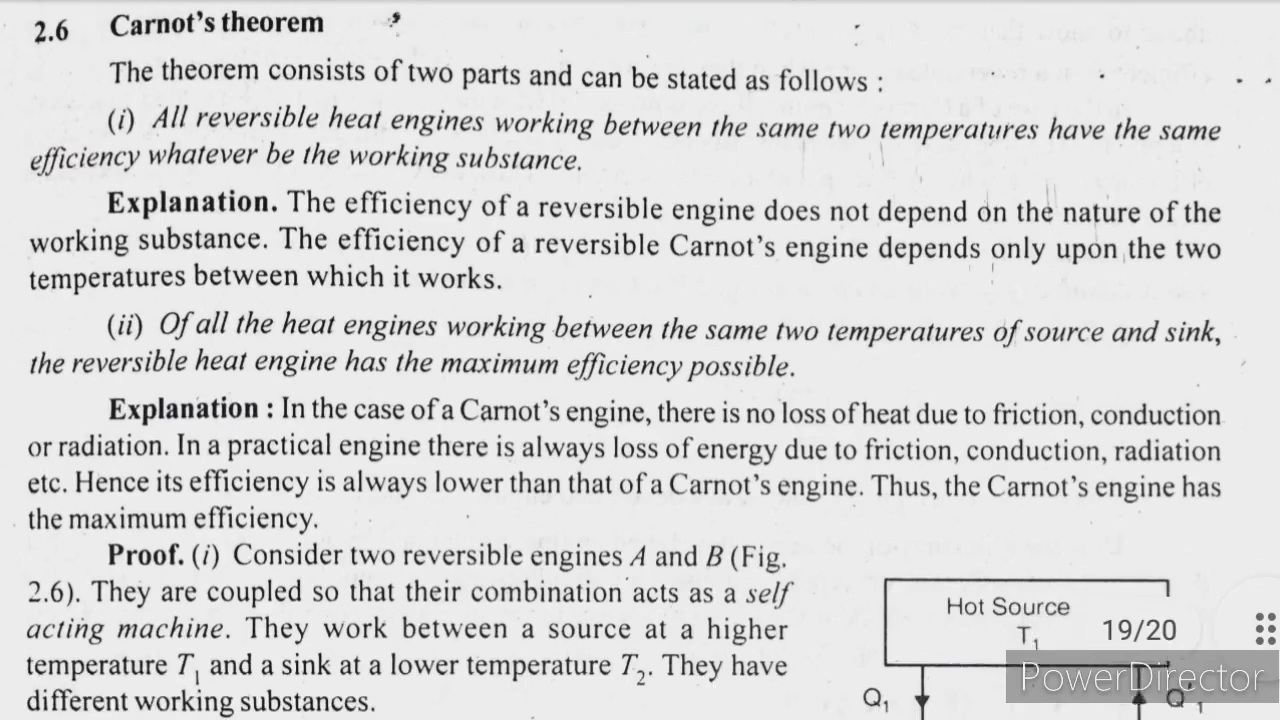 2.6 Carnot's theorem
The theorem consists of two parts and can be stated as follows :
(i) All reversible heat engines working between the same two temperatures have the same
efficiency whatever be the working substance.
Explanation. The efficiency of a reversible engine does not depend on the nature of the
working substance. The efficiency of a reversible Carnot's engine depends only upon the two
temperatures between which it works.
(ii) Of all the heat engines working between the same two temperatures of source and sink,
the reversible heat engine has the maximum efficiency possible.
Explanation : In the case of a Carnot's engine, there is no loss of heat due to friction, conduction
or radiation. In a practical engine there is always loss of energy due to friction, conduction, radiation
etc. Hence its efficiency is always lower than that of a Carnot's engine. Thus, the Carnot's engine has
the maximum efficiency.
Proof. (i) Consider two reversible engines A and B (Fig.
2.6). They are coupled so that their combination acts as a self
acting machine. They work between a source at a higher
temperature T₁ and a sink at a lower temperature T₂. They have
different working substances.
Hot Source
T₁
19/20
PowerDirector
Q₁
Q'₁